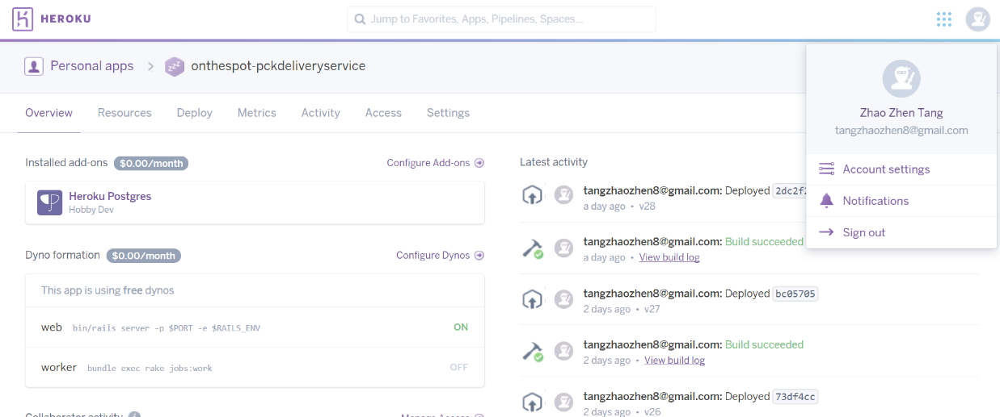 HEROKU
Jump to Favorites, Apps, Pipelines, Spaces...
Personal apps > onthespot-pckdeliveryservice
Zhao Zhen Tang
tangzhaozhen8@gmail.com
Account settings
Notifications
Sign out
Overview Resources Deploy Metrics Activity Access Settings
Installed add-ons $0.00/month Configure Add-ons
Heroku Postgres
Hobby Dev
Dyno formation $0.00/month Configure Dynos
This app is using free dynos
web bin/rails server -p $PORT -e $RAILS_ENV ON
worker bundle exec rake jobs:work OFF
Collaborator activity Manage Access
Latest activity
tangzhaozhen8@gmail.com: Deployed 2dc2f2
a day ago • v28
tangzhaozhen8@gmail.com: Build succeeded
a day ago • View build log
tangzhaozhen8@gmail.com: Deployed bc05705
2 days ago • v27
tangzhaozhen8@gmail.com: Build succeeded
2 days ago • View build log
tangzhaozhen8@gmail.com: Deployed 73df4cc
2 days ago • v26